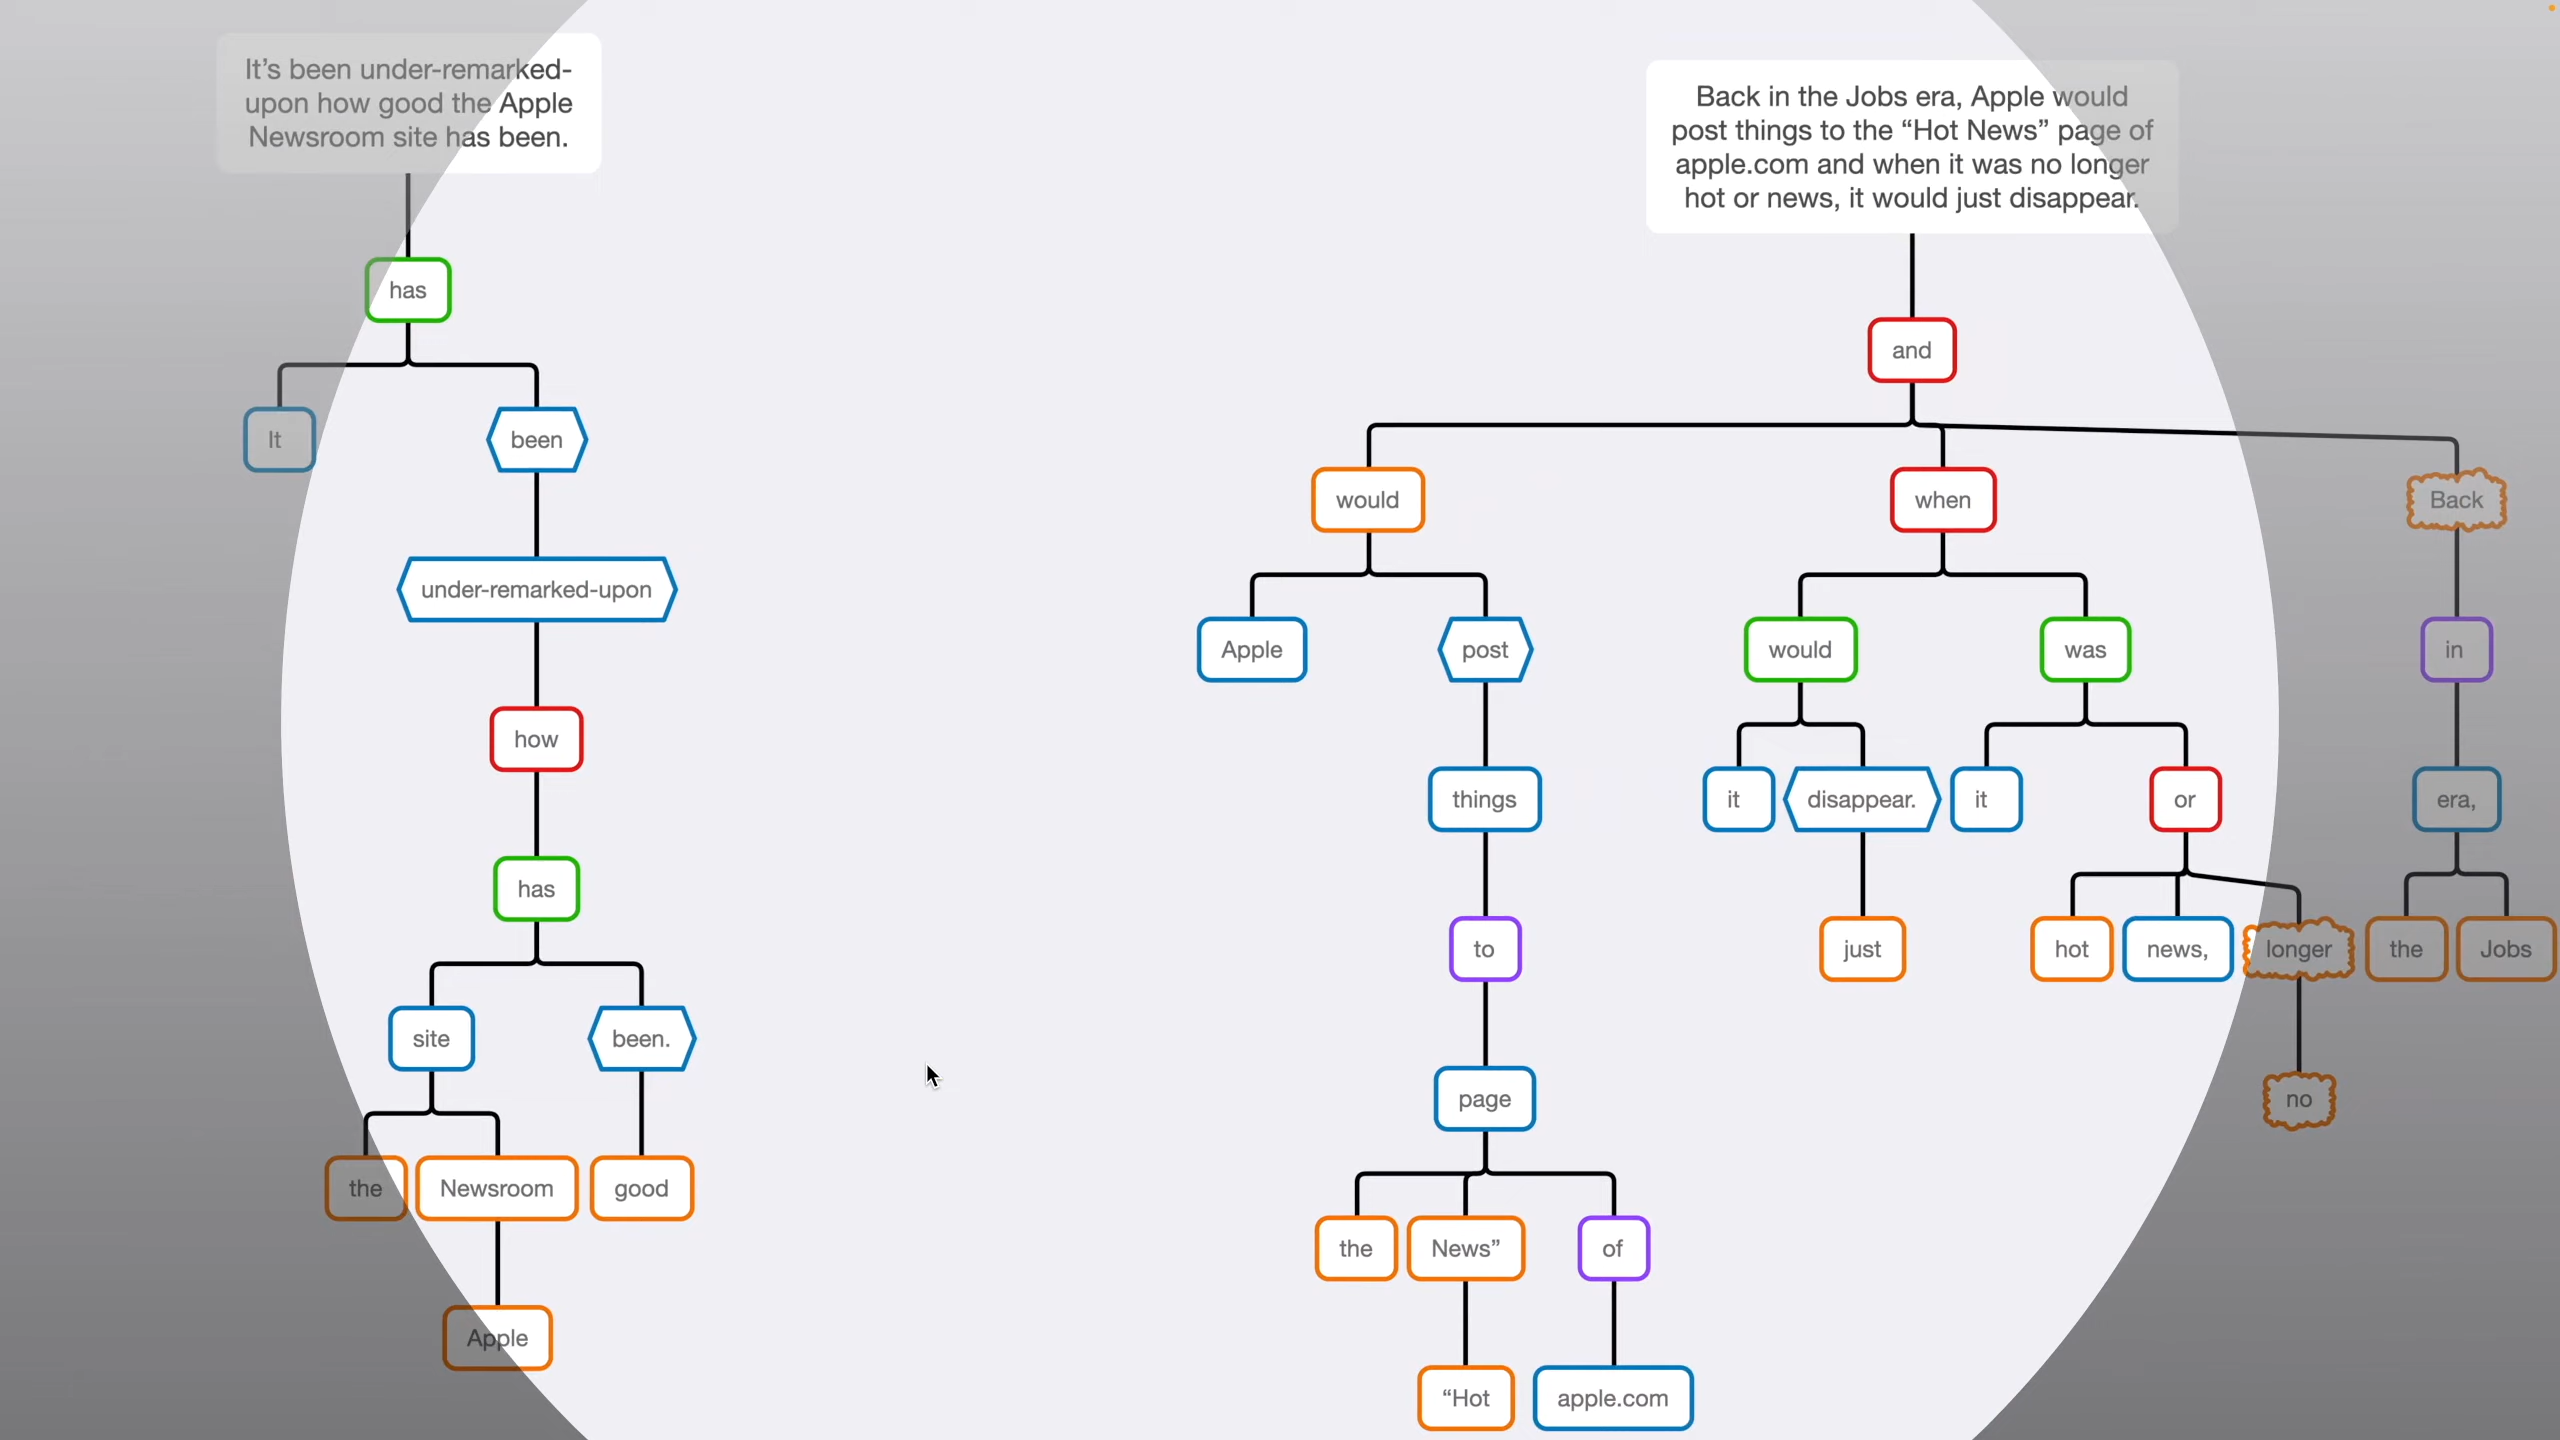 It’s been under-remarked-
upon how good the Apple
Newsroom site has been.
has
It
been
under-remarked-upon
how
has
site
been.
the
Newsroom
good
Apple
Back in the Jobs era, Apple would
post things to the “Hot News” page of
apple.com and when it was no longer
hot or news, it would just disappear.
and
would
when
Back
Apple
post
would
was
in
things
it
disappear.
it
or
era,
to
just
hot
news,
longer
the
Jobs
page
no
the
News”
of
“Hot
apple.com